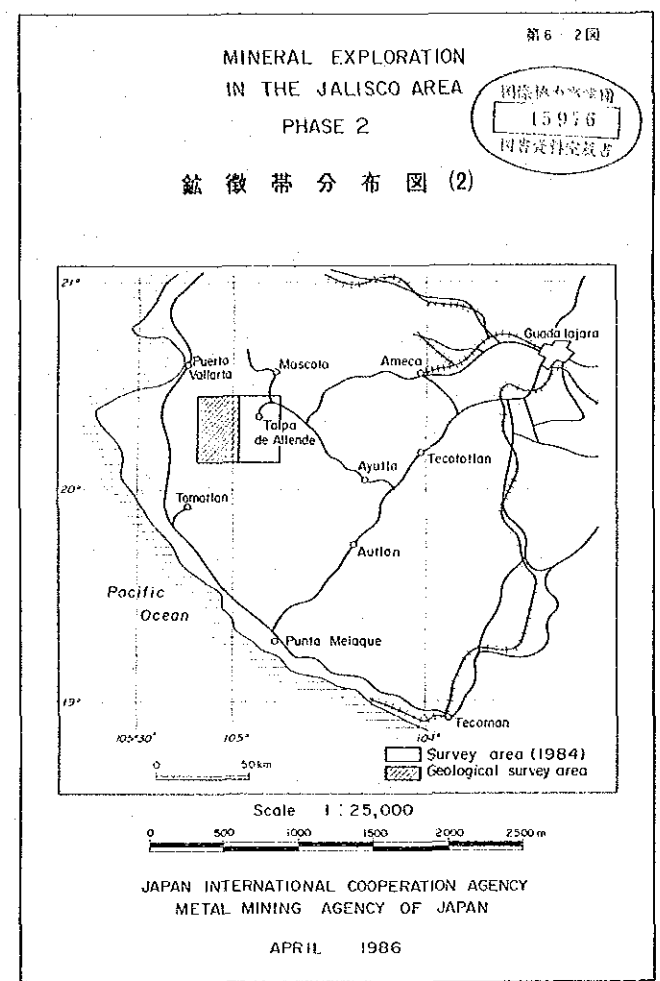 第6-2図
MINERAL EXPLORATION
IN THE JALISCO AREA
PHASE 2
15976
鉱徴帯分布図 (2)
21°
Guadalajara
Puerto
Vallarta
Mascota
Ameca
Talpa
de Allende
Ayutla
Tecototlan
20°
Tomatlan
Autlan
Pacific
Ocean
Punta Melaque
19°
Tecoman
105°30'
105°
104°
Survey area (1984)
0 50km
Geological survey area
Scale 1:25,000
0 500 1000 1500 2000 2500 m
JAPAN INTERNATIONAL COOPERATION AGENCY
METAL MINING AGENCY OF JAPAN
APRIL 1986